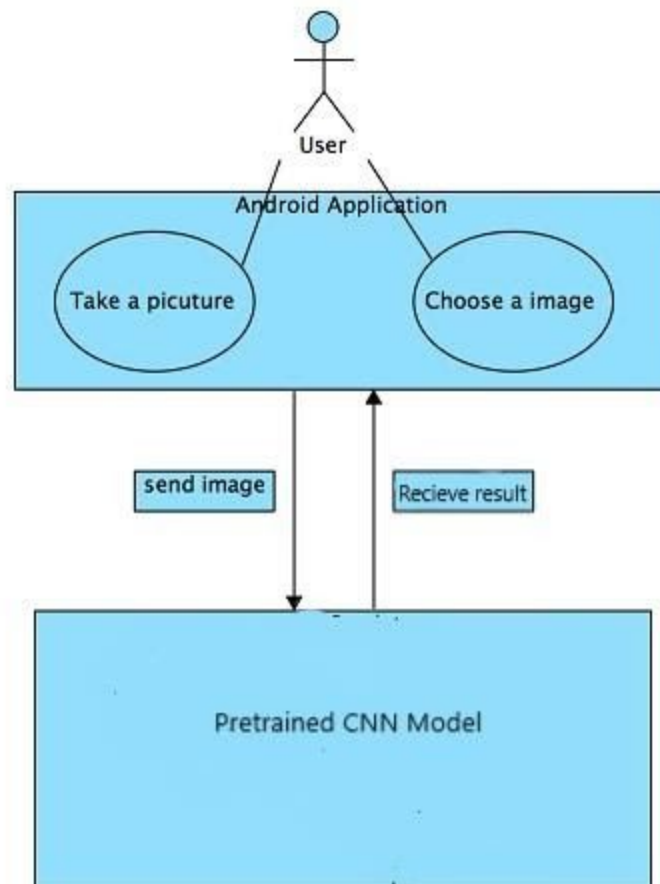 User
Android Application
Take a picuture
Choose a image
send image
Recieve result
Pretrained CNN Model